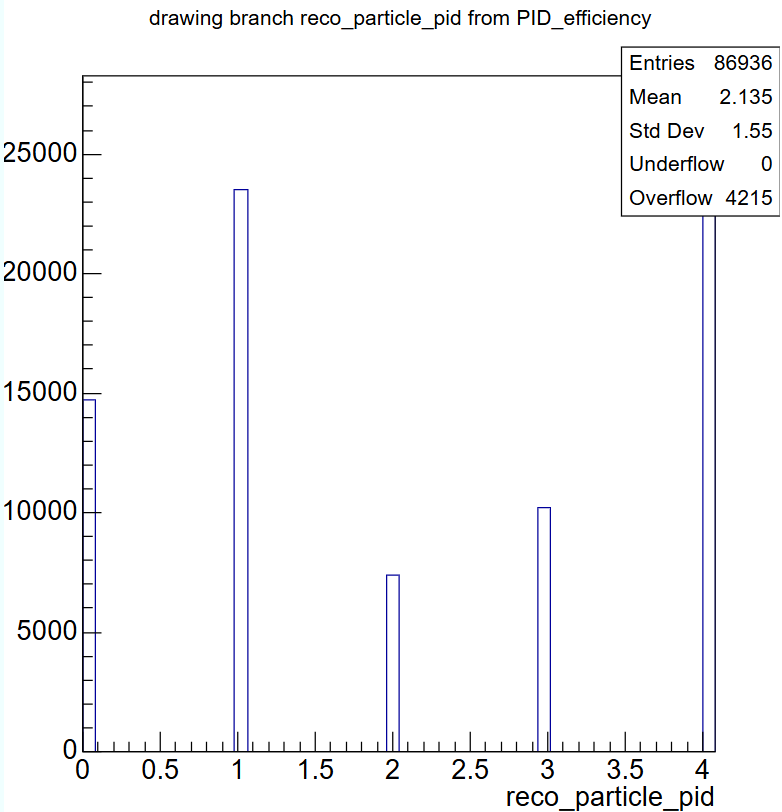 drawing branch reco_particle_pid from PID_efficiency
Entries 86936
Mean 2.135
Std Dev 1.55
Underflow 0
Overflow 4215
25000
20000
15000
10000
5000
0
0 0.5 1 1.5 2 2.5 3 3.5 4
reco_particle_pid